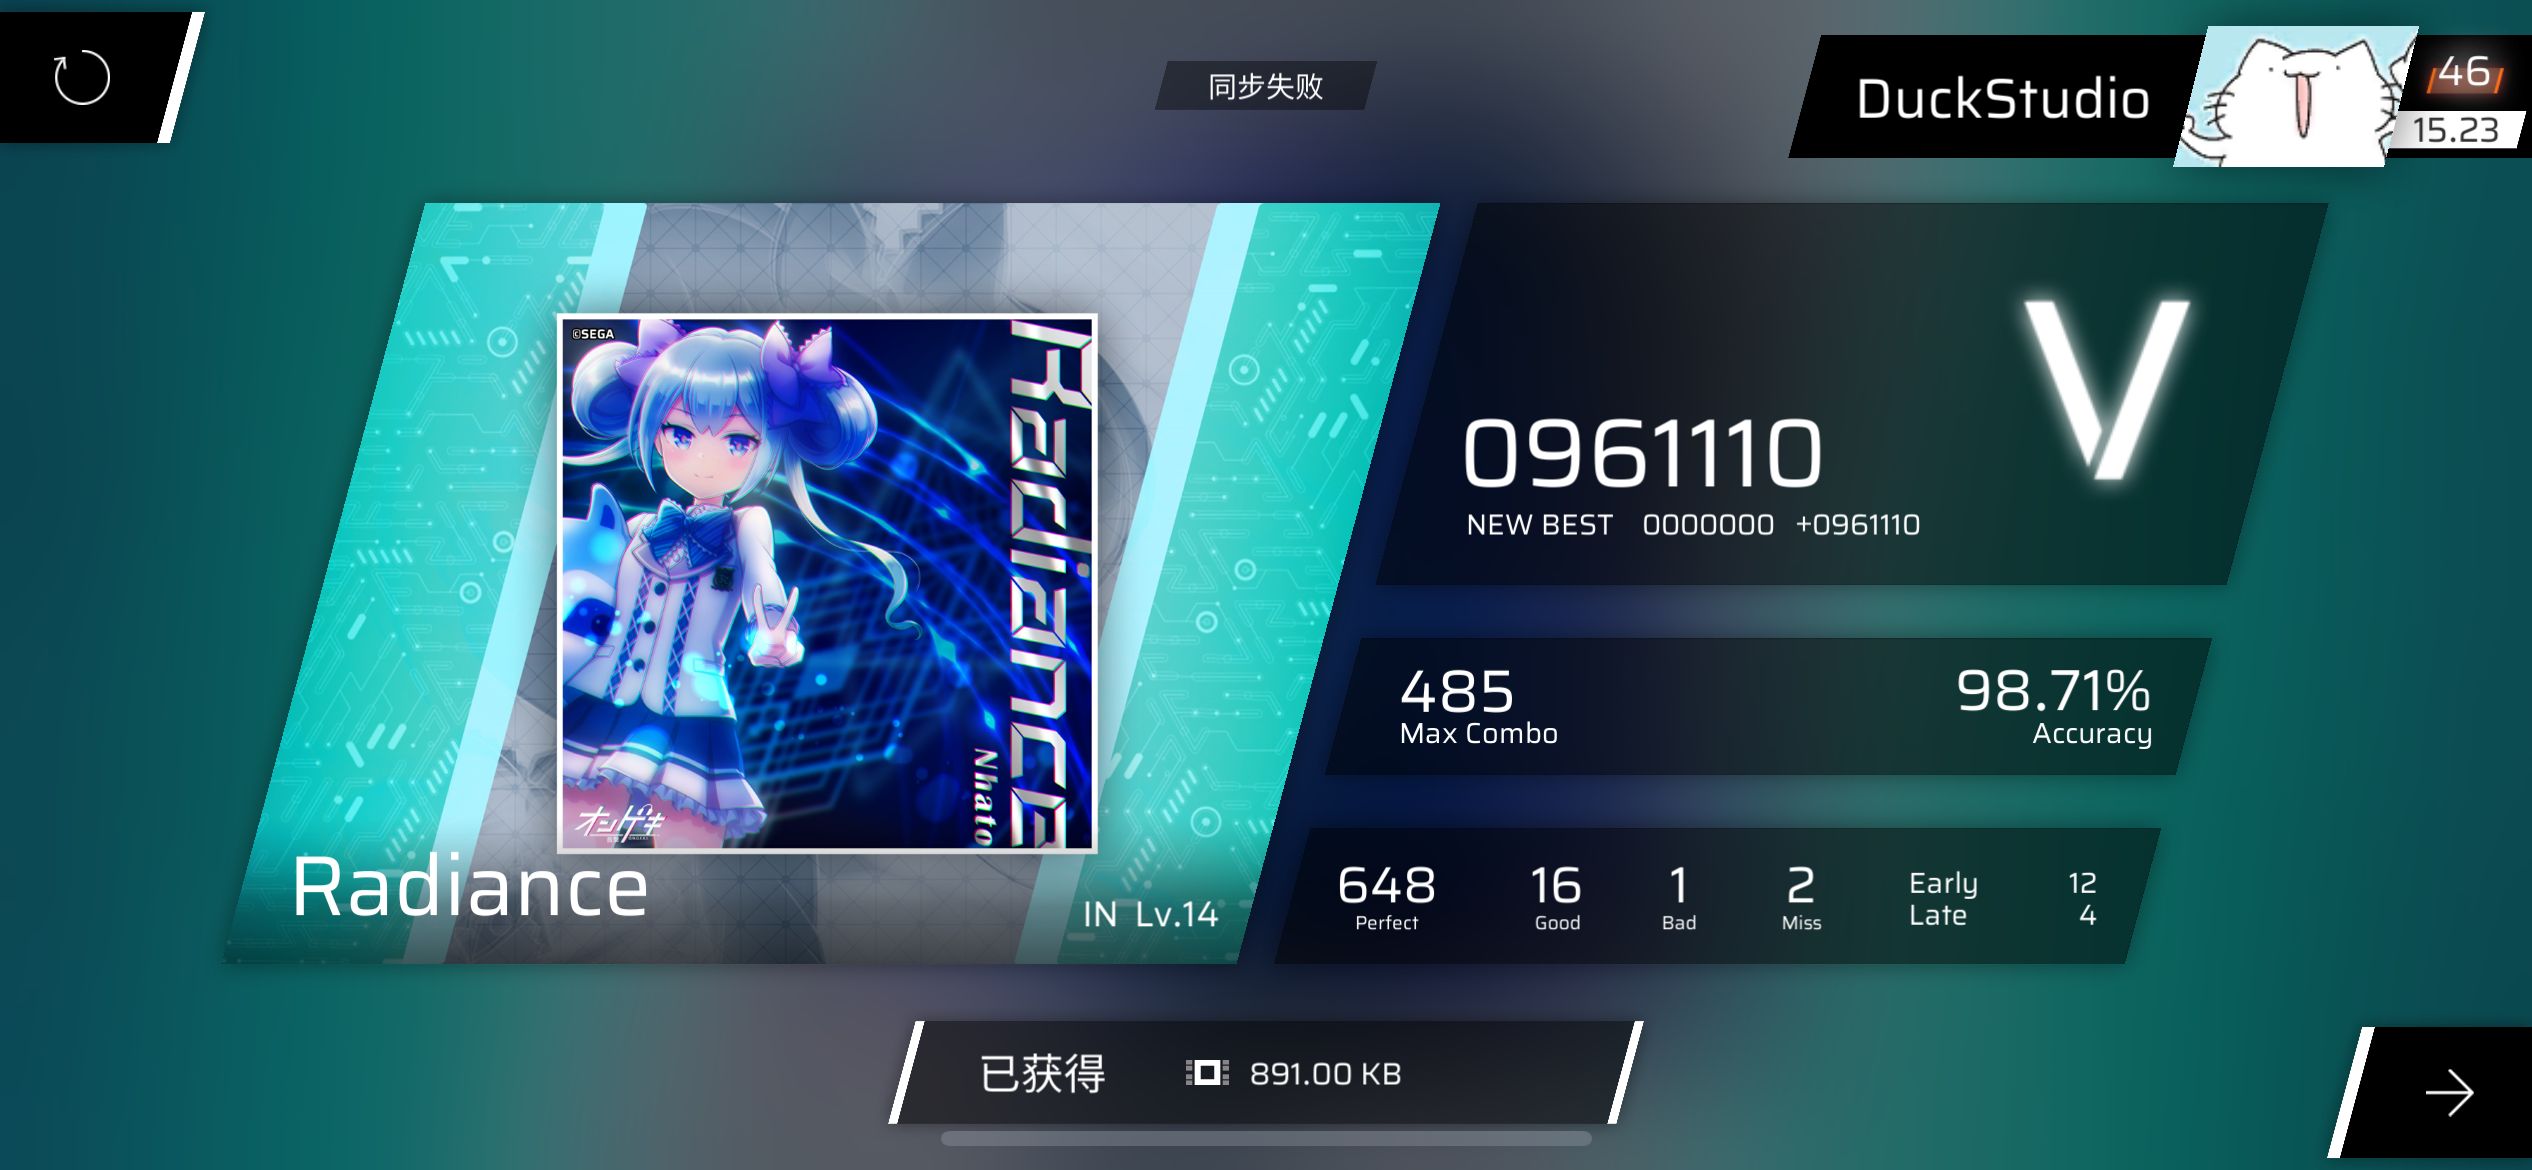 同步失败
DuckStudio
46
15.23
©SEGA
Radiance
Nhato
オンゲキ
Radiance
IN Lv.14
V
0961110
NEW BEST 0000000 +0961110
485
Max Combo
98.71%
Accuracy
648
Perfect
16
Good
1
Bad
2
Miss
Early 12
Late 4
已获得
891.00 KB